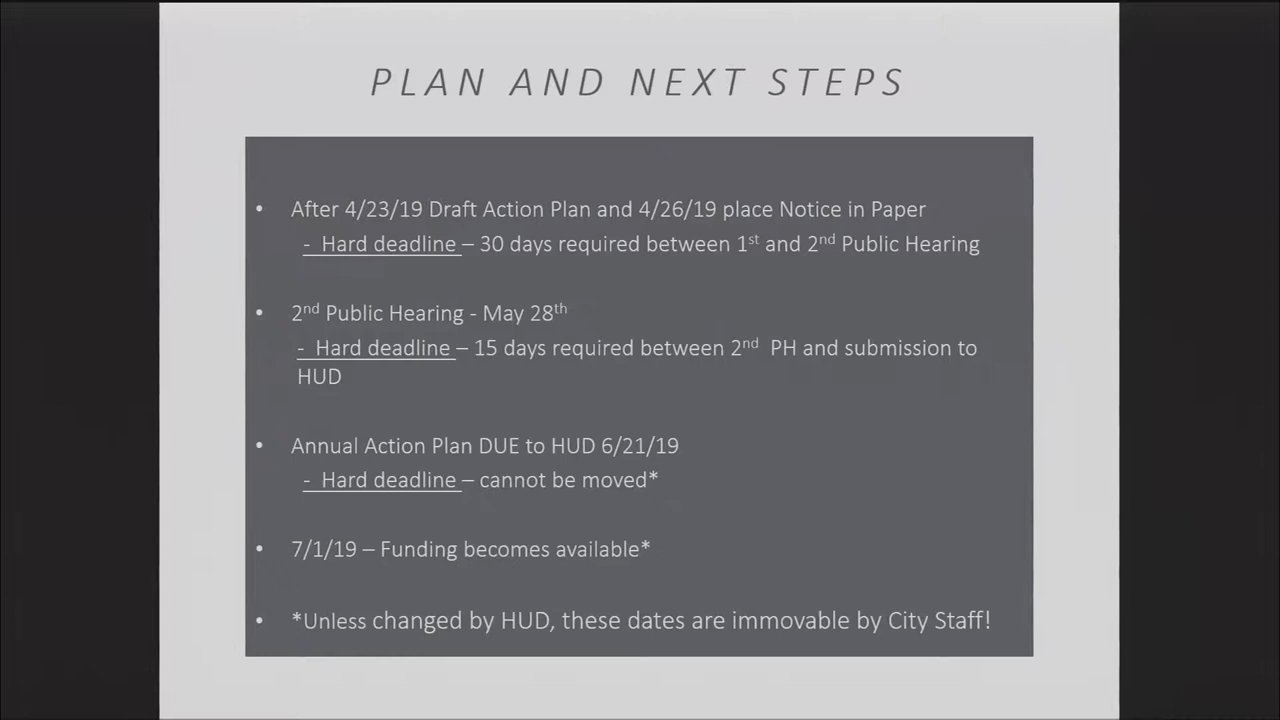 PLAN AND NEXT STEPS
• After 4/23/19 Draft Action Plan and 4/26/19 place Notice in Paper
- Hard deadline – 30 days required between 1st and 2nd Public Hearing
• 2nd Public Hearing - May 28th
- Hard deadline – 15 days required between 2nd PH and submission to
HUD
• Annual Action Plan DUE to HUD 6/21/19
- Hard deadline – cannot be moved*
• 7/1/19 – Funding becomes available*
• *Unless changed by HUD, these dates are immovable by City Staff!